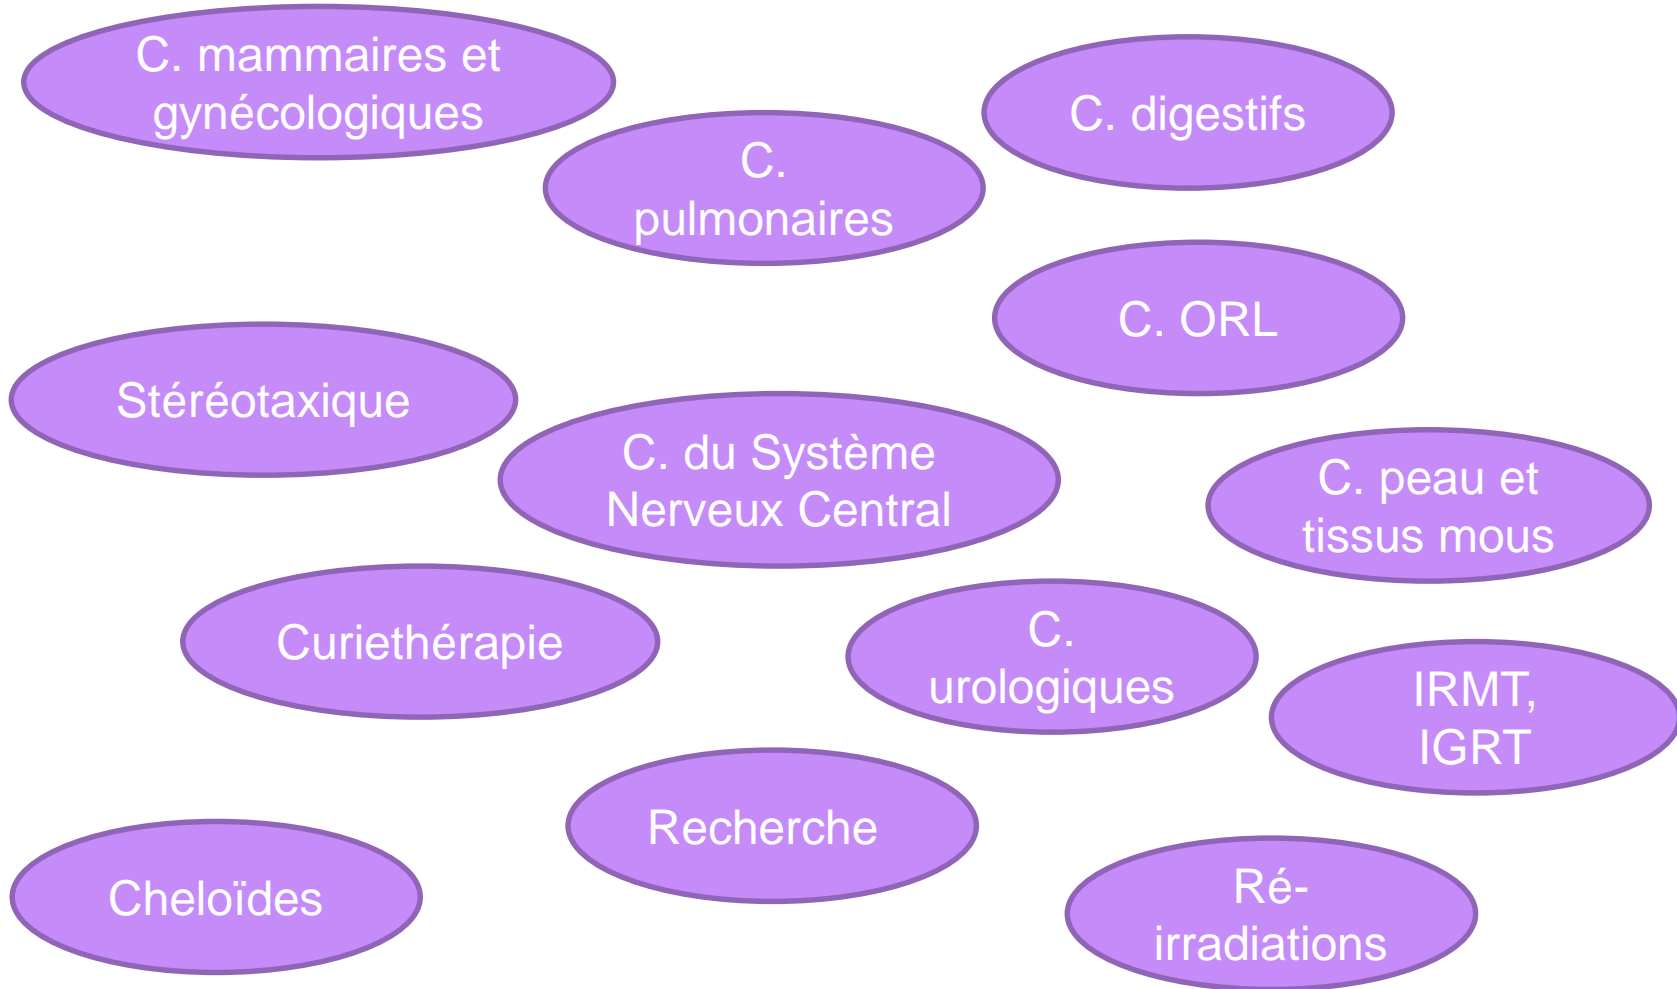 C. mammaires et
gynécologiques
C. digestifs
C.
pulmonaires
C. ORL
Stéréotaxique
C. du Système
Nerveux Central
C. peau et
tissus mous
Curiethérapie
C.
urologiques
IRMT,
IGRT
Recherche
Cheloïdes
Ré-
irradiations